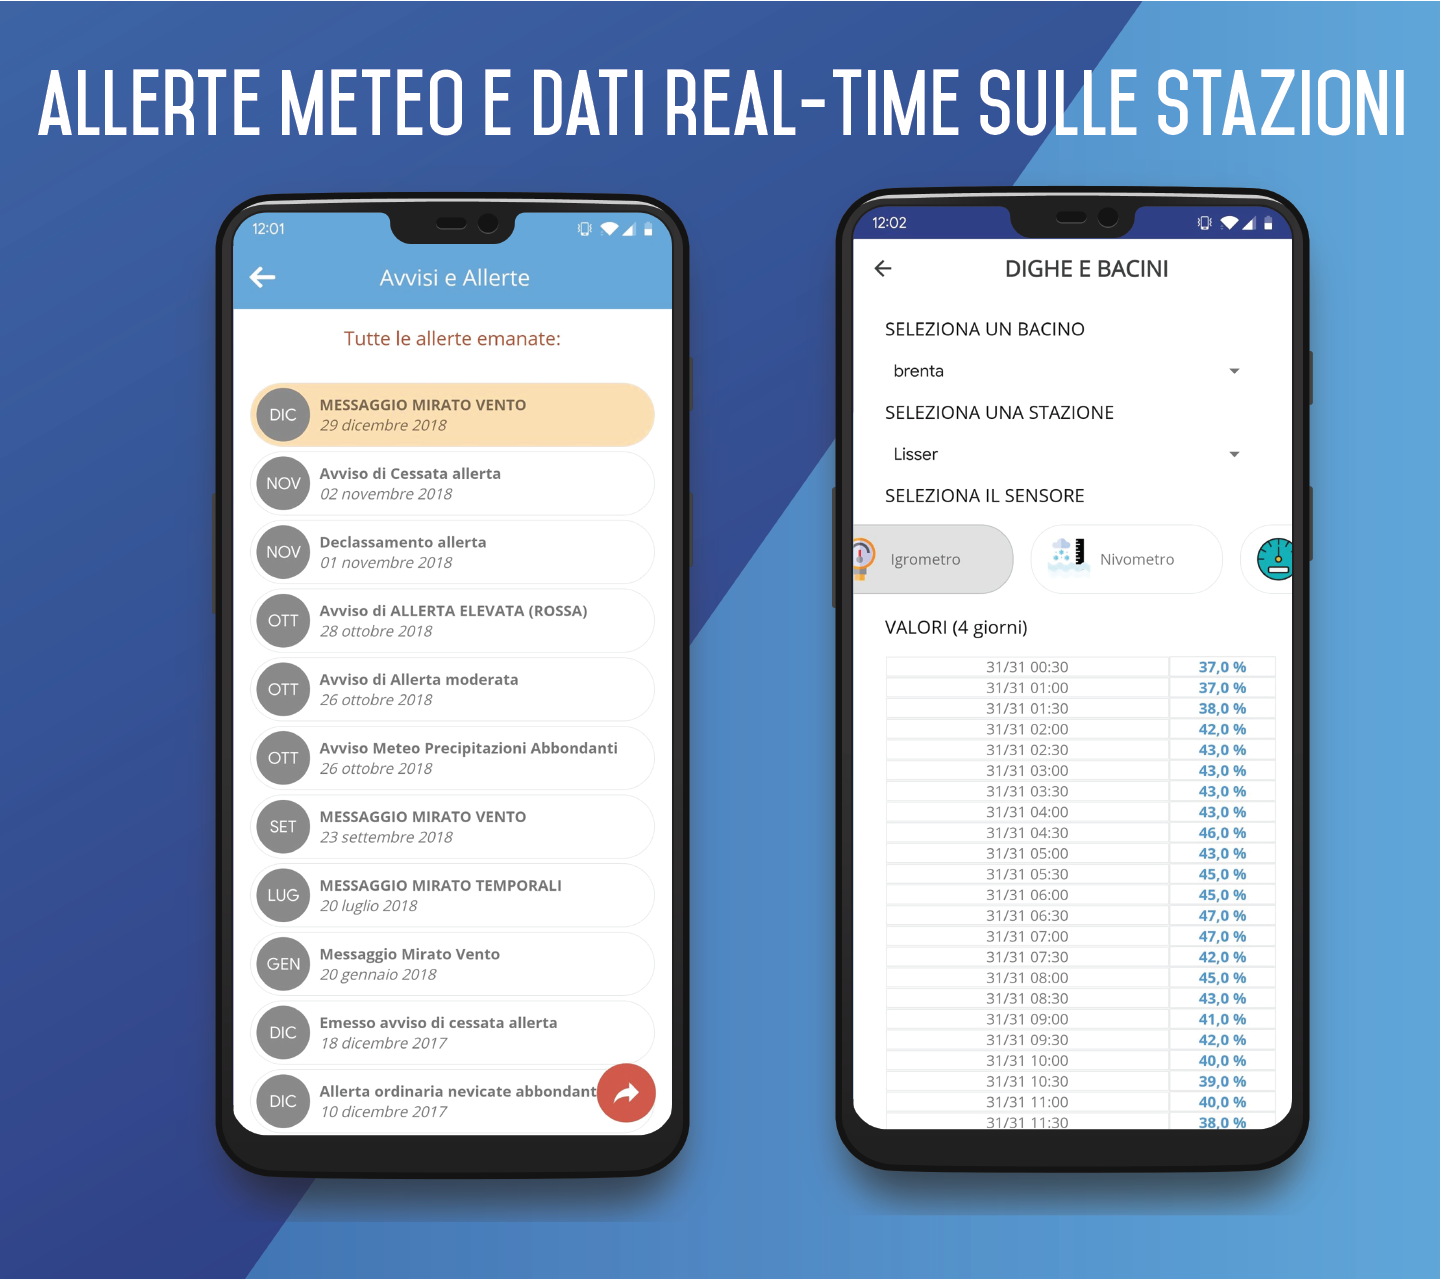 ALLERTE METEO E DATI REAL-TIME SULLE STAZIONI
12:01
Avvisi e Allerte
Tutte le allerte emanate:
DIC
MESSAGGIO MIRATO VENTO
29 dicembre 2018
NOV
Avviso di Cessata allerta
02 novembre 2018
NOV
Declassamento allerta
01 novembre 2018
OTT
Avviso di ALLERTA ELEVATA (ROSSA)
28 ottobre 2018
OTT
Avviso di Allerta moderata
26 ottobre 2018
OTT
Avviso Meteo Precipitazioni Abbondanti
26 ottobre 2018
SET
MESSAGGIO MIRATO VENTO
23 settembre 2018
LUG
MESSAGGIO MIRATO TEMPORALI
20 luglio 2018
GEN
Messaggio Mirato Vento
20 gennaio 2018
DIC
Emesso avviso di cessata allerta
18 dicembre 2017
DIC
Allerta ordinaria nevicate abbondant
10 dicembre 2017
12:02
DIGHE E BACINI
SELEZIONA UN BACINO
brenta
SELEZIONA UNA STAZIONE
Lisser
SELEZIONA IL SENSORE
Igrometro Nivometro
VALORI (4 giorni)
31/31 00:30 37,0 %
31/31 01:00 37,0 %
31/31 01:30 38,0 %
31/31 02:00 42,0 %
31/31 02:30 43,0 %
31/31 03:00 43,0 %
31/31 03:30 43,0 %
31/31 04:00 43,0 %
31/31 04:30 46,0 %
31/31 05:00 43,0 %
31/31 05:30 45,0 %
31/31 06:00 45,0 %
31/31 06:30 47,0 %
31/31 07:00 47,0 %
31/31 07:30 42,0 %
31/31 08:00 45,0 %
31/31 08:30 43,0 %
31/31 09:00 41,0 %
31/31 09:30 42,0 %
31/31 10:00 40,0 %
31/31 10:30 39,0 %
31/31 11:00 40,0 %
31/31 11:30 38,0 %